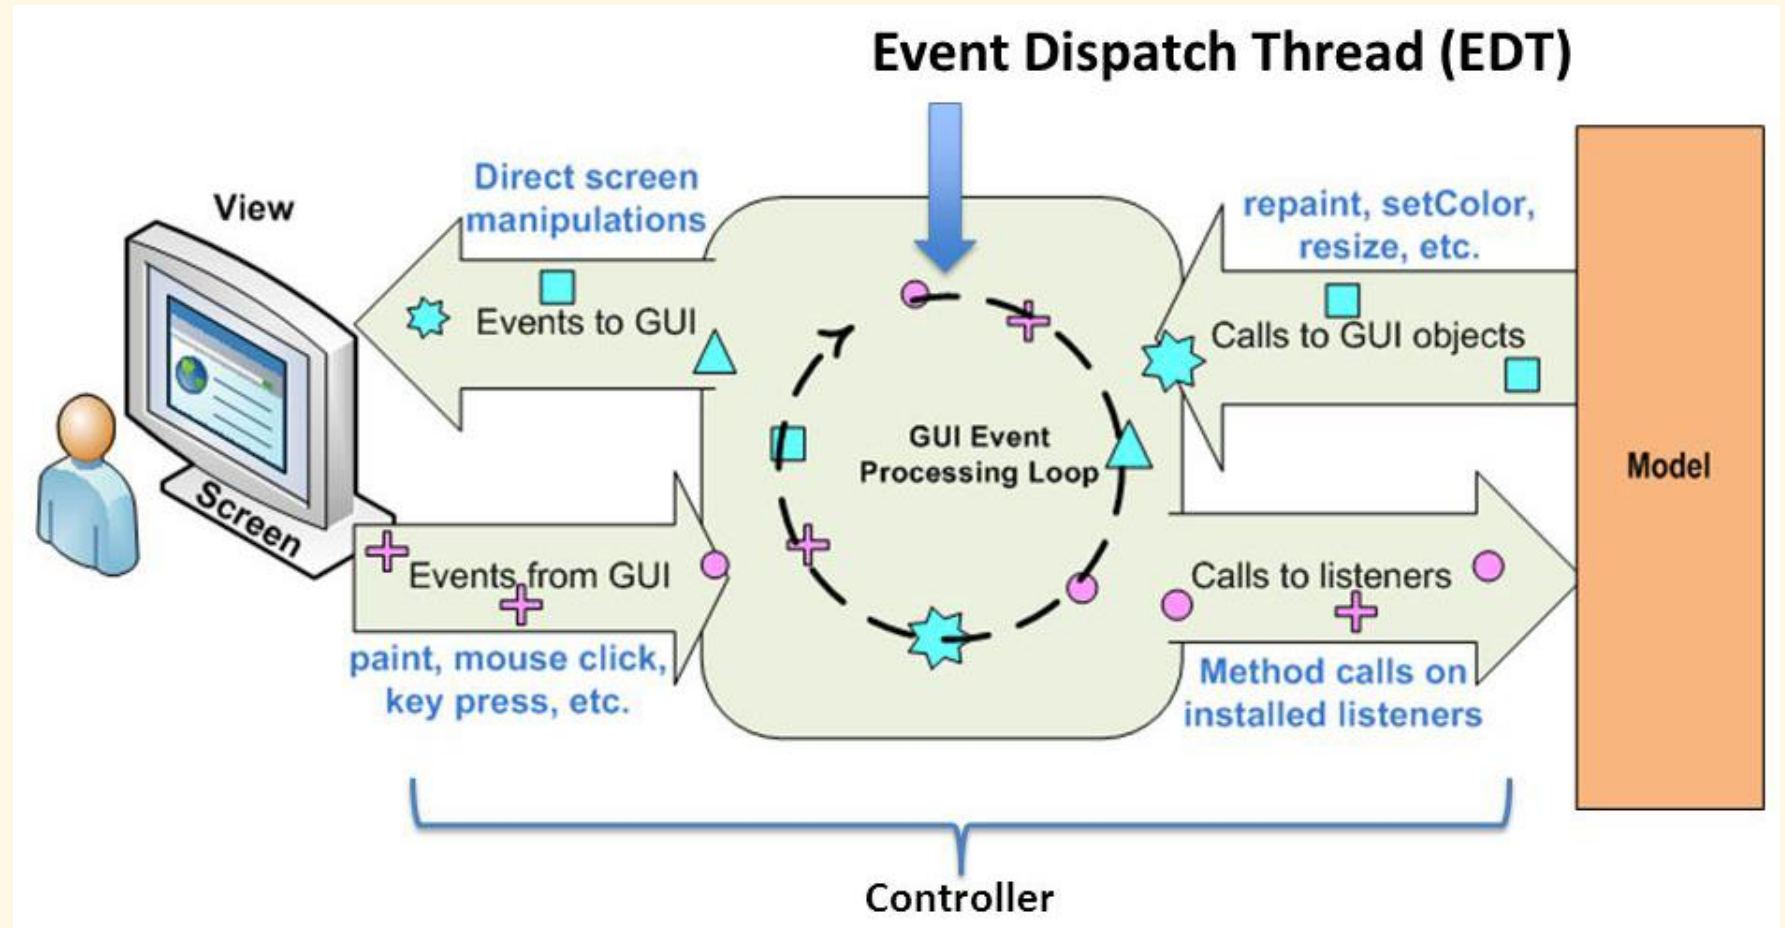 Event Dispatch Thread (EDT)
View
Direct screen
manipulations
Events to GUI
repaint, setColor,
resize, etc.
Calls to GUI objects
GUI Event
Processing Loop
Model
Screen
Events from GUI
paint, mouse click,
key press, etc.
Calls to listeners
Method calls on
installed listeners
Controller